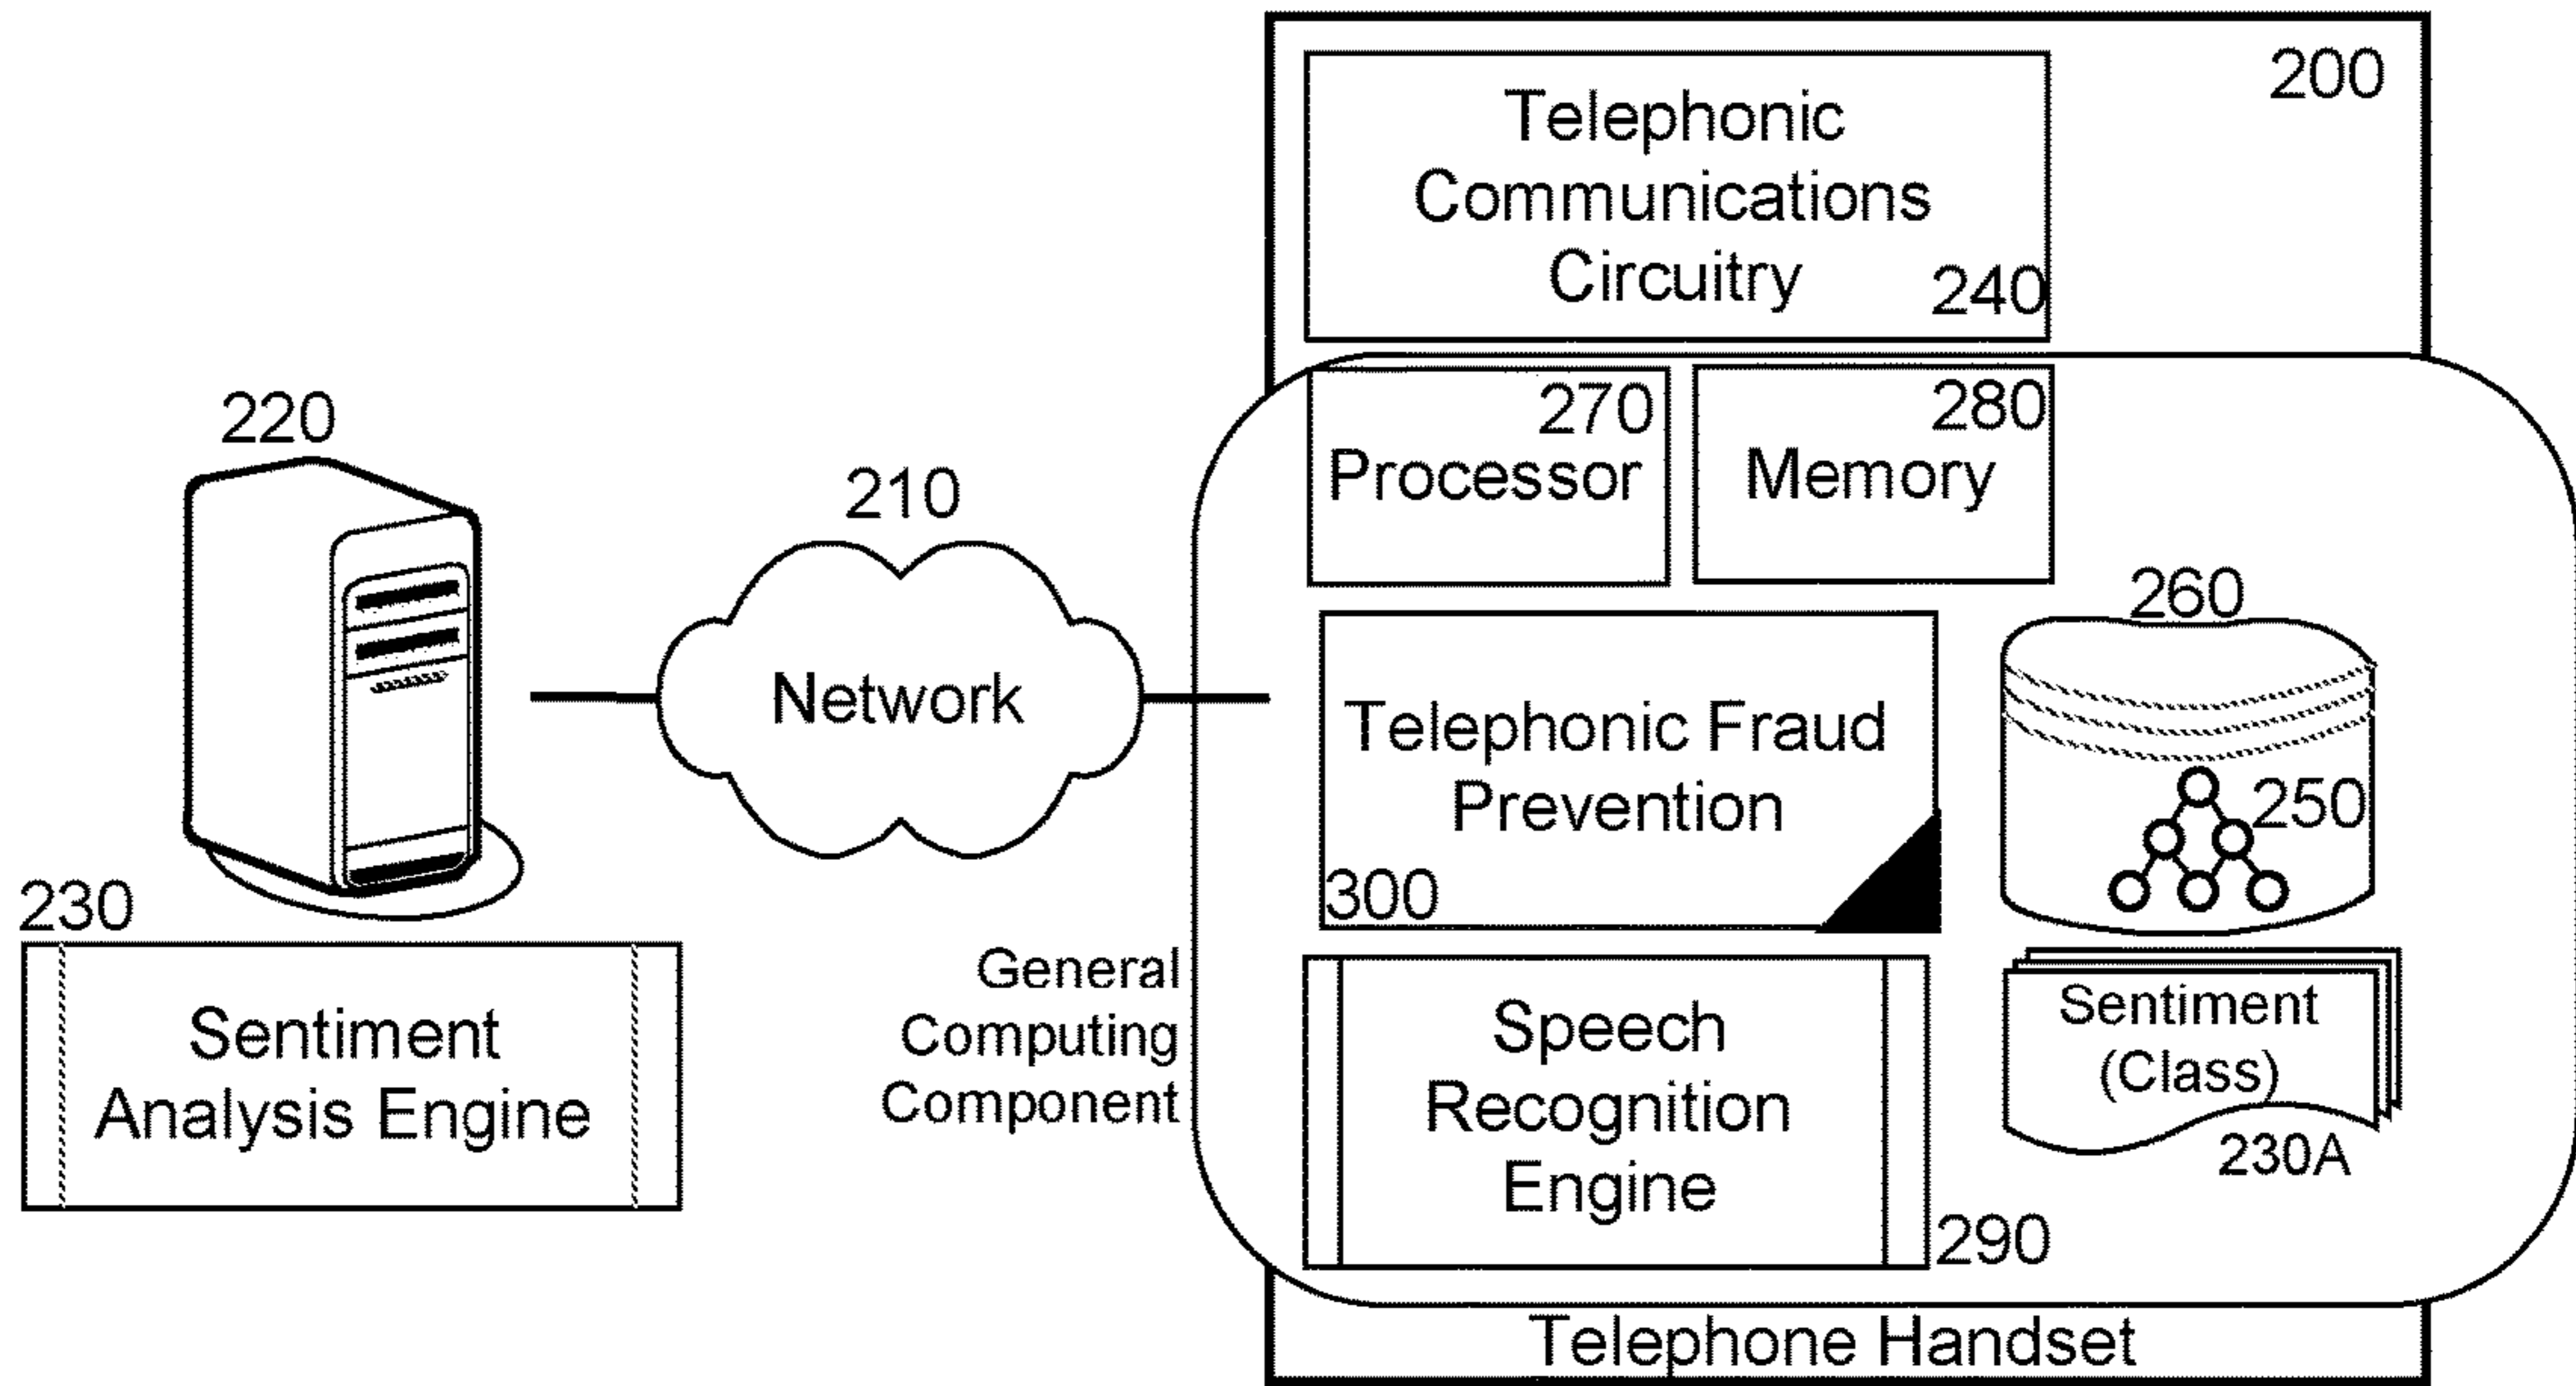 200
Telephonic
Communications
Circuitry
240
220
210
Network
230
Sentiment
Analysis Engine
General
Computing
Component
270
Processor
280
Memory
260
250
Telephonic Fraud
Prevention
300
Speech
Recognition
Engine
290
Sentiment
(Class)
230A
Telephone Handset